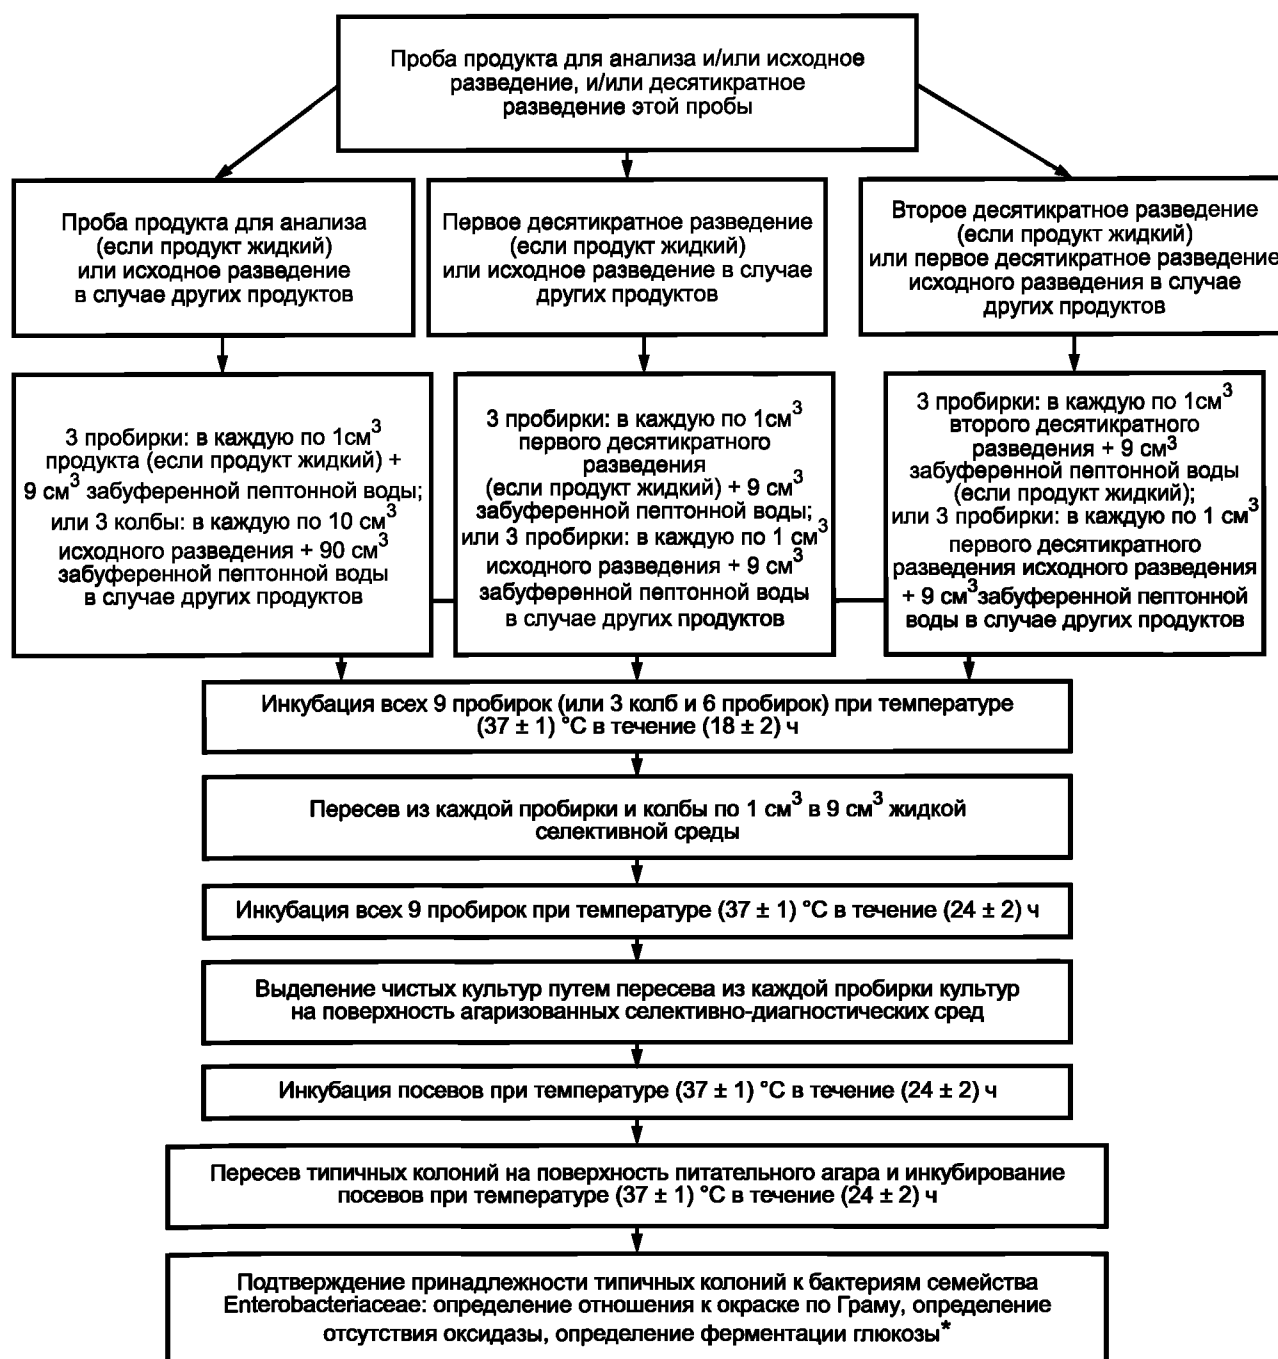 Проба продукта для анализа и/или исходное
разведение, и/или десятикратное
разведение этой пробы
Проба продукта для анализа
(если продукт жидкий)
или исходное разведение
в случае других продуктов
Первое десятикратное разведение
(если продукт жидкий)
или исходное разведение в случае
других продуктов
Второе десятикратное разведение
(если продукт жидкий)
или первое десятикратное разведение
исходного разведения в случае
других продуктов
3 пробирки: в каждую по 1см³
продукта (если продукт жидкий) +
9 см³ забуференной пептонной воды;
или 3 колбы: в каждую по 10 см³
исходного разведения + 90 см³
забуференной пептонной воды
в случае других продуктов
3 пробирки: в каждую по 1см³
первого десятикратного
разведения
(если продукт жидкий) + 9 см³
забуференной пептонной воды;
или 3 пробирки: в каждую по 1 см³
исходного разведения + 9 см³
забуференной пептонной воды
в случае других продуктов
3 пробирки: в каждую по 1см³
второго десятикратного
разведения + 9 см³
забуференной пептонной воды
(если продукт жидкий);
или 3 пробирки: в каждую по 1 см³
первого десятикратного
разведения исходного разведения
+ 9 см³забуференной пептонной
воды в случае других продуктов
Инкубация всех 9 пробирок (или 3 колб и 6 пробирок) при температуре
(37 ± 1) °С в течение (18 ± 2) ч
Пересев из каждой пробирки и колбы по 1 см³ в 9 см³ жидкой
селективной среды
Инкубация всех 9 пробирок при температуре (37 ± 1) °С в течение (24 ± 2) ч
Выделение чистых культур путем пересева из каждой пробирки культур
на поверхность агаризованных селективно-диагностических сред
Инкубация посевов при температуре (37 ± 1) °С в течение (24 ± 2) ч
Пересев типичных колоний на поверхность питательного агара и инкубирование
посевов при температуре (37 ± 1) °С в течение (24 ± 2) ч
Подтверждение принадлежности типичных колоний к бактериям семейства
Enterobacteriaceae: определение отношения к окраске по Граму, определение
отсутствия оксидазы, определение ферментации глюкозы*